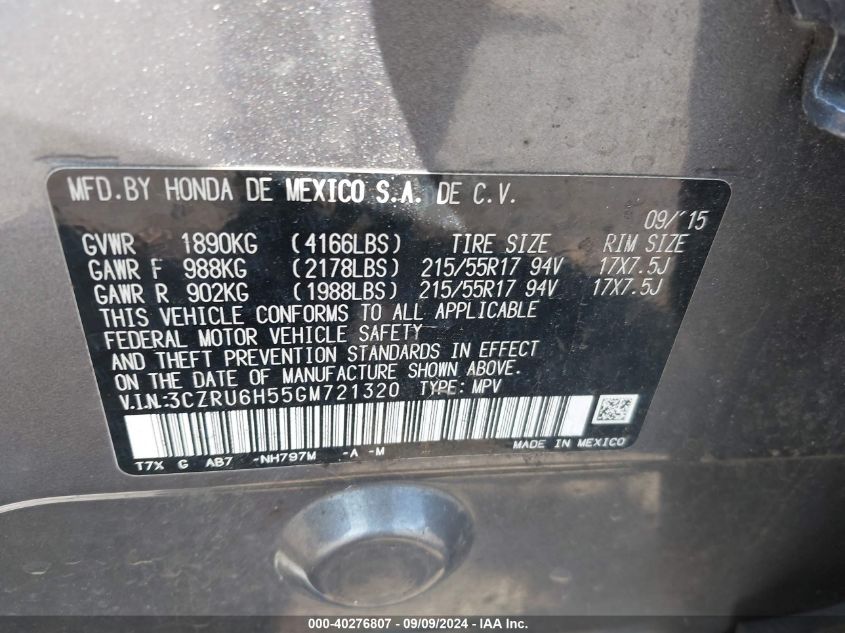 MFD.BY HONDA DE MEXICO S.A. DE C.V.
09/'15
GVWR 1890KG (4166LBS) TIRE SIZE RIM SIZE
GAWR F 988KG (2178LBS) 215/55R17 94V 17X7.5J
GAWR R 902KG (1988LBS) 215/55R17 94V 17X7.5J
THIS VEHICLE CONFORMS TO ALL APPLICABLE
FEDERAL MOTOR VEHICLE SAFETY
AND THEFT PREVENTION STANDARDS IN EFFECT
ON THE DATE OF MANUFACTURE SHOWN ABOVE.
V.I.N.:3CZRU6H55GM721320 TYPE: MPV
MADE IN MEXICO
T7X G AB7 -NH797M -A -M
000-40276807 - 09/09/2024 - IAA Inc.